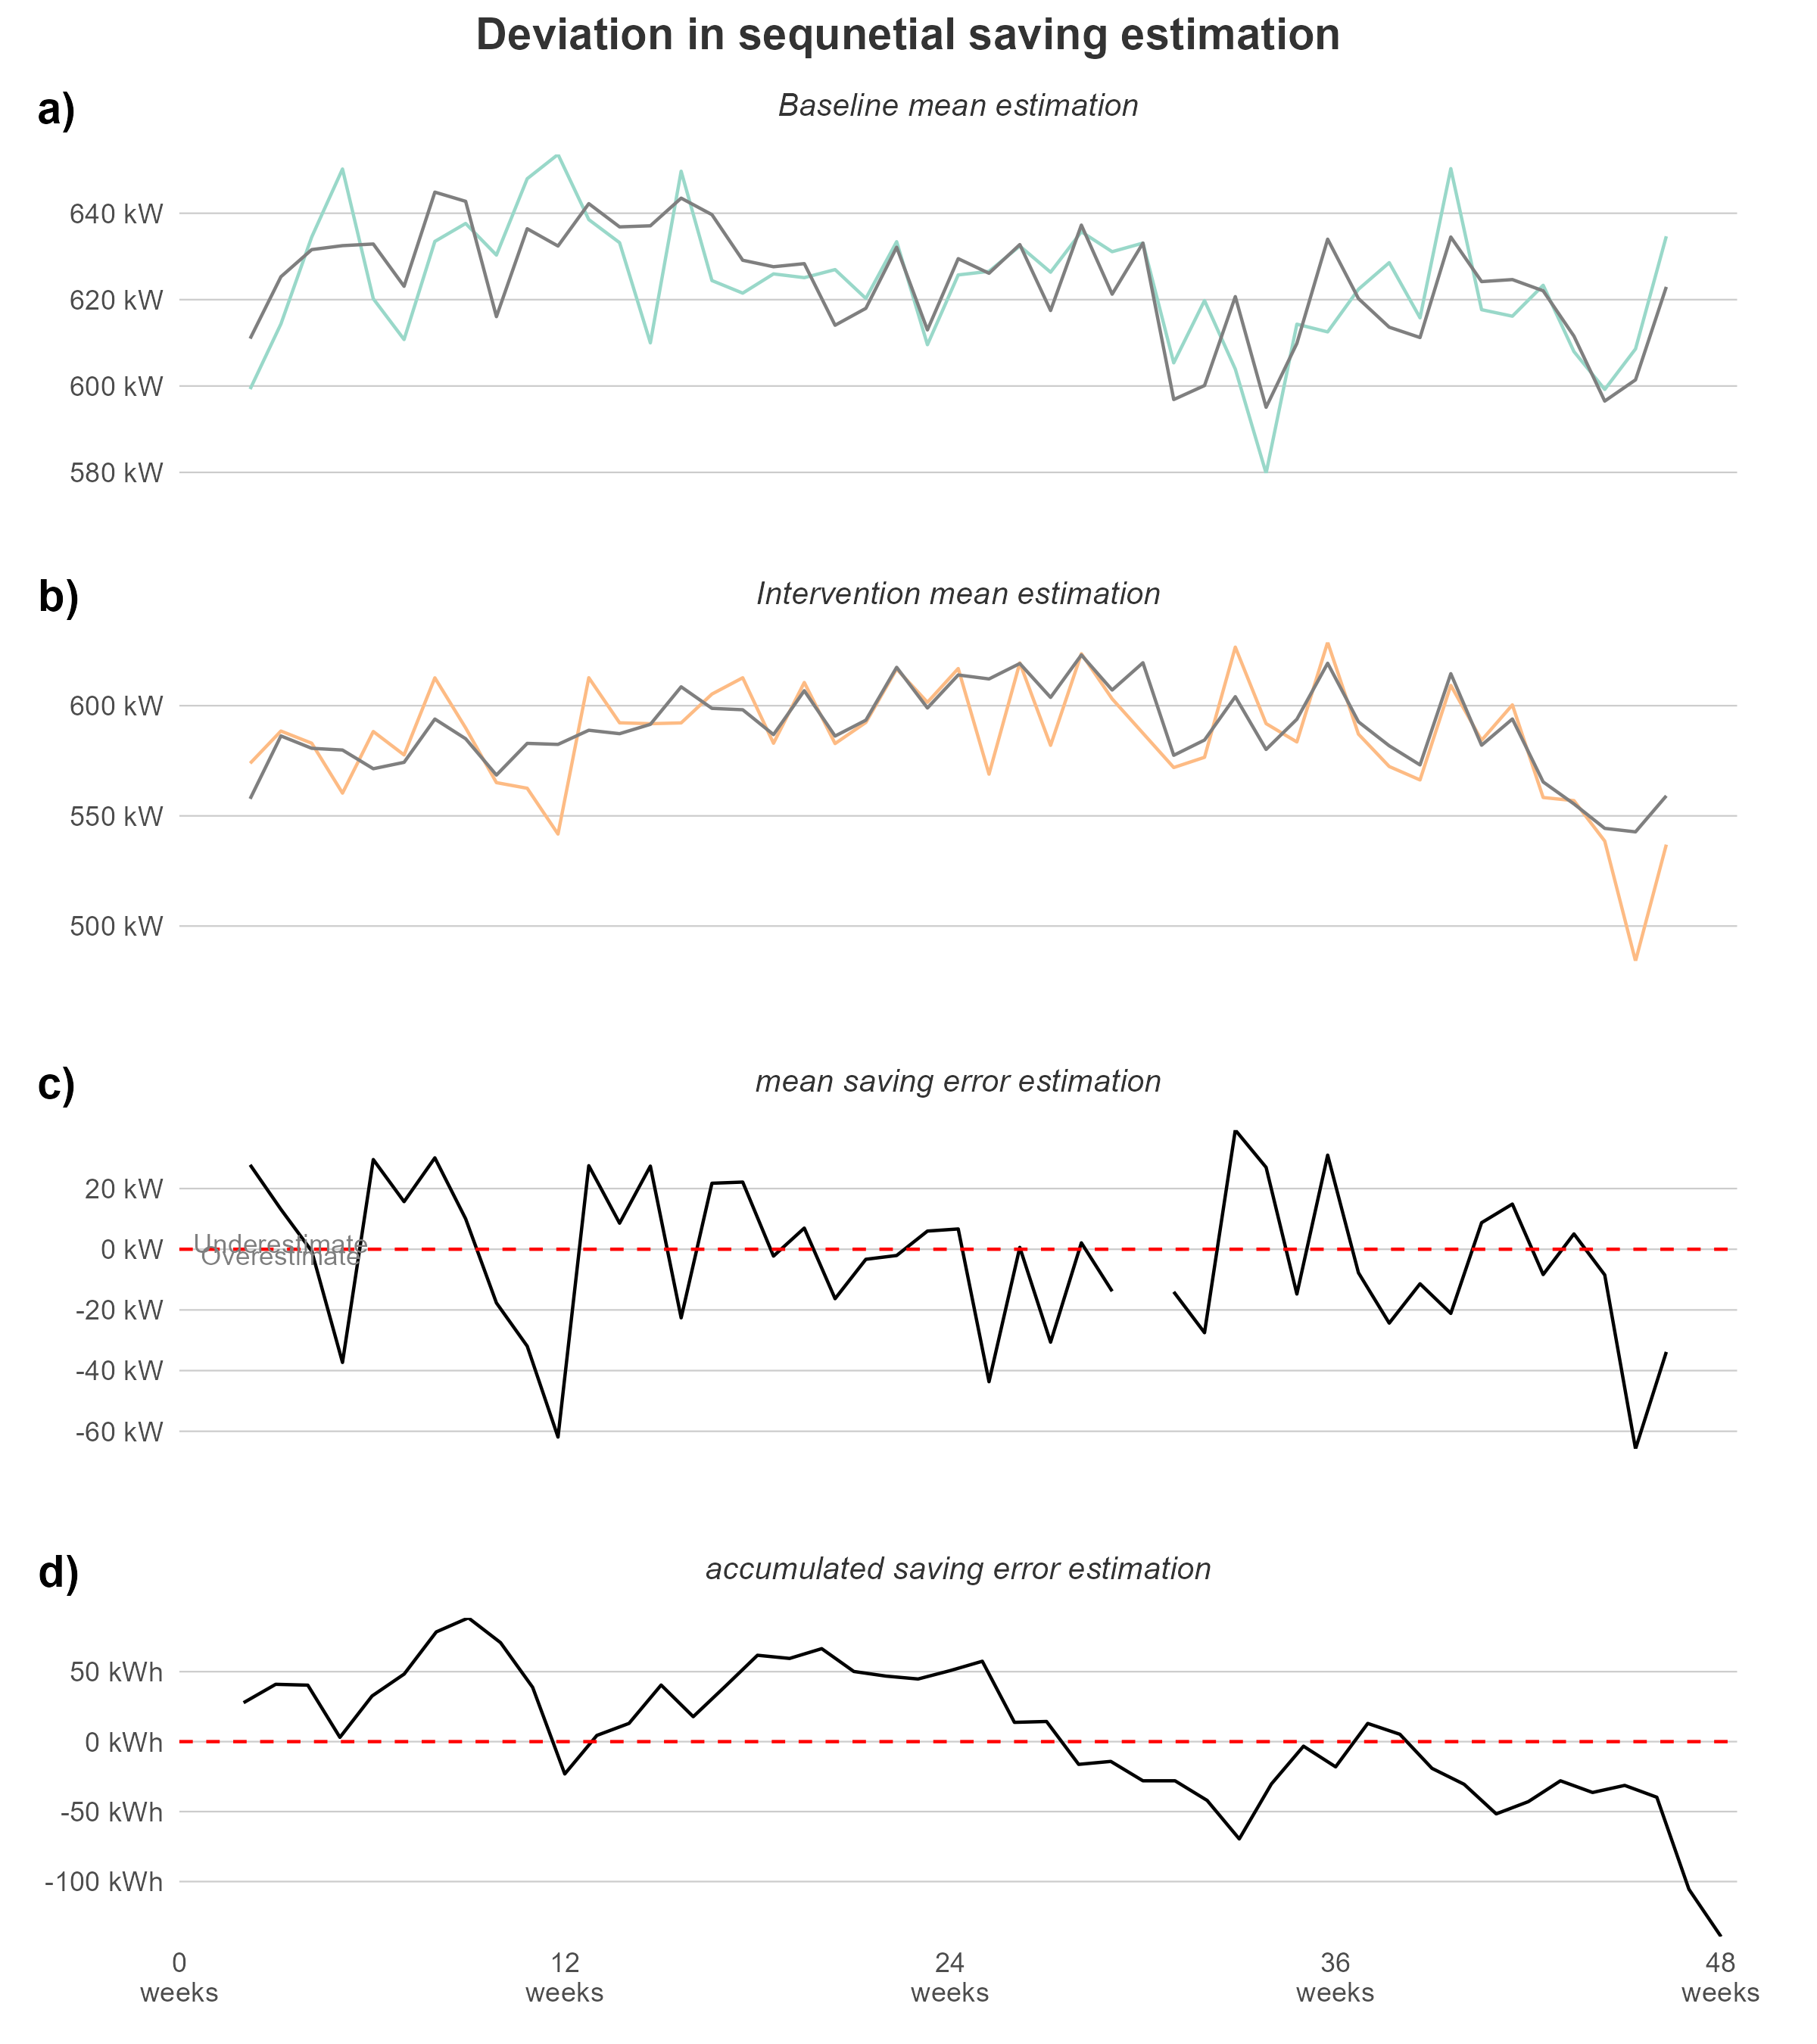 Deviation in sequnetial saving estimation
a)
Baseline mean estimation
640 kW
620 kW
600 kW
580 kW
b)
Intervention mean estimation
600 kW
550 kW
500 kW
c)
mean saving error estimation
20 kW
Underestimate
0 kW
Overestimate
-20 kW
-40 kW
-60 kW
d)
accumulated saving error estimation
50 kWh
0 kWh
-50 kWh
-100 kWh
0 12 24 36 48
weeks weeks weeks weeks weeks